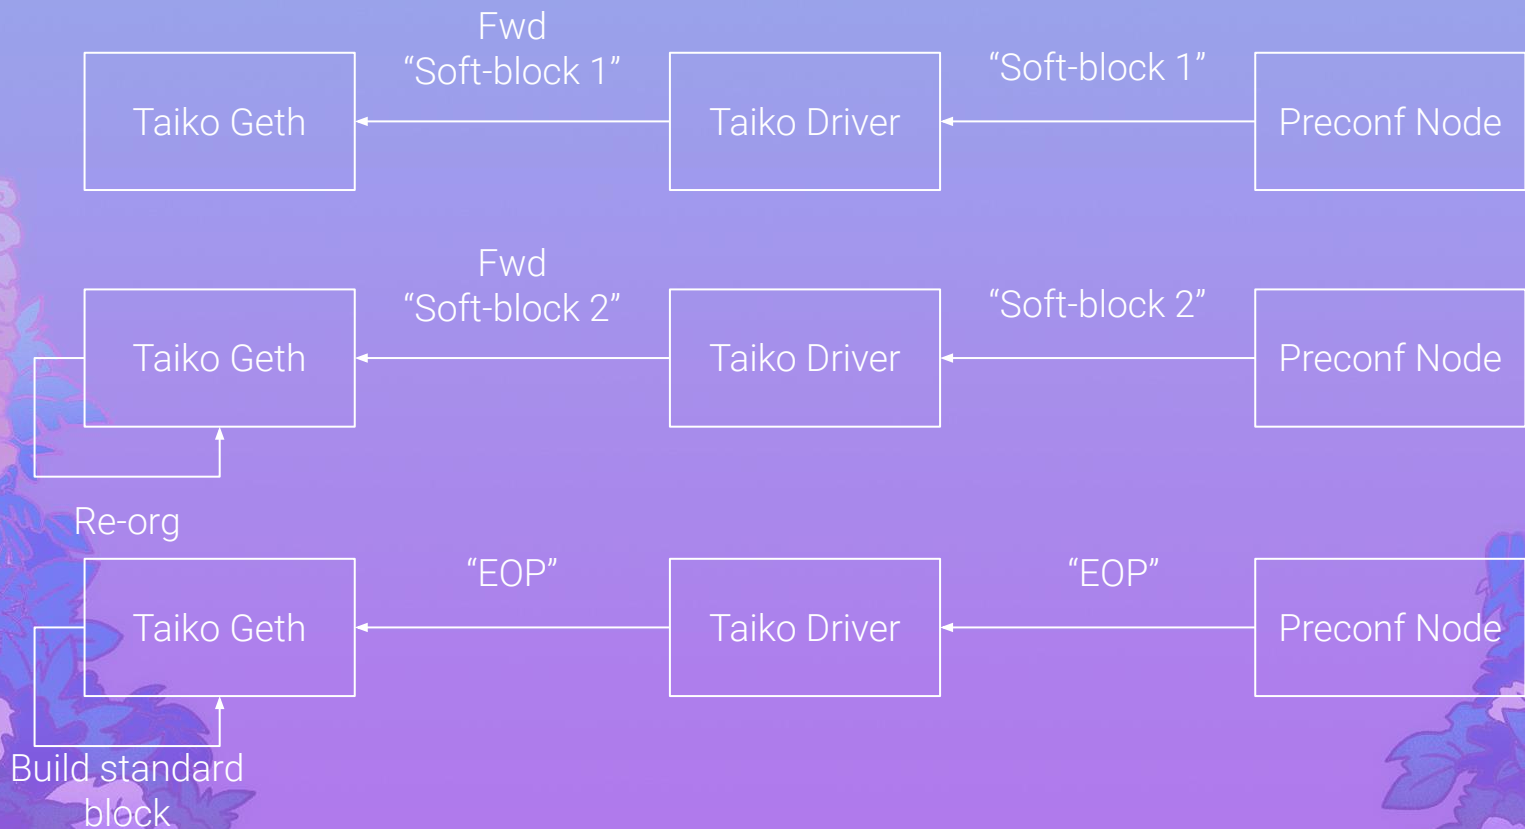 Fwd
“Soft-block 1”
“Soft-block 1”
Taiko Geth
Taiko Driver
Preconf Node
Fwd
“Soft-block 2”
“Soft-block 2”
Taiko Geth
Taiko Driver
Preconf Node
Re-org
“EOP”
“EOP”
Taiko Geth
Taiko Driver
Preconf Node
Build standard
block